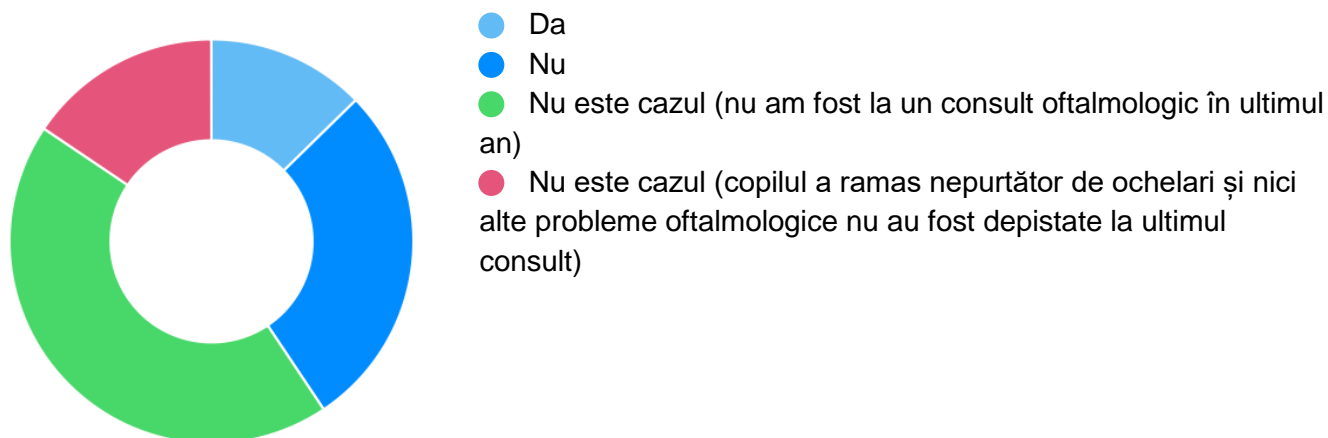 Da
Nu
Nu este cazul (nu am fost la un consult oftalmologic în ultimul
an)
Nu este cazul (copilul a ramas nepurtător de ochelari și nici
alte probleme oftalmologice nu au fost depistate la ultimul
consult)